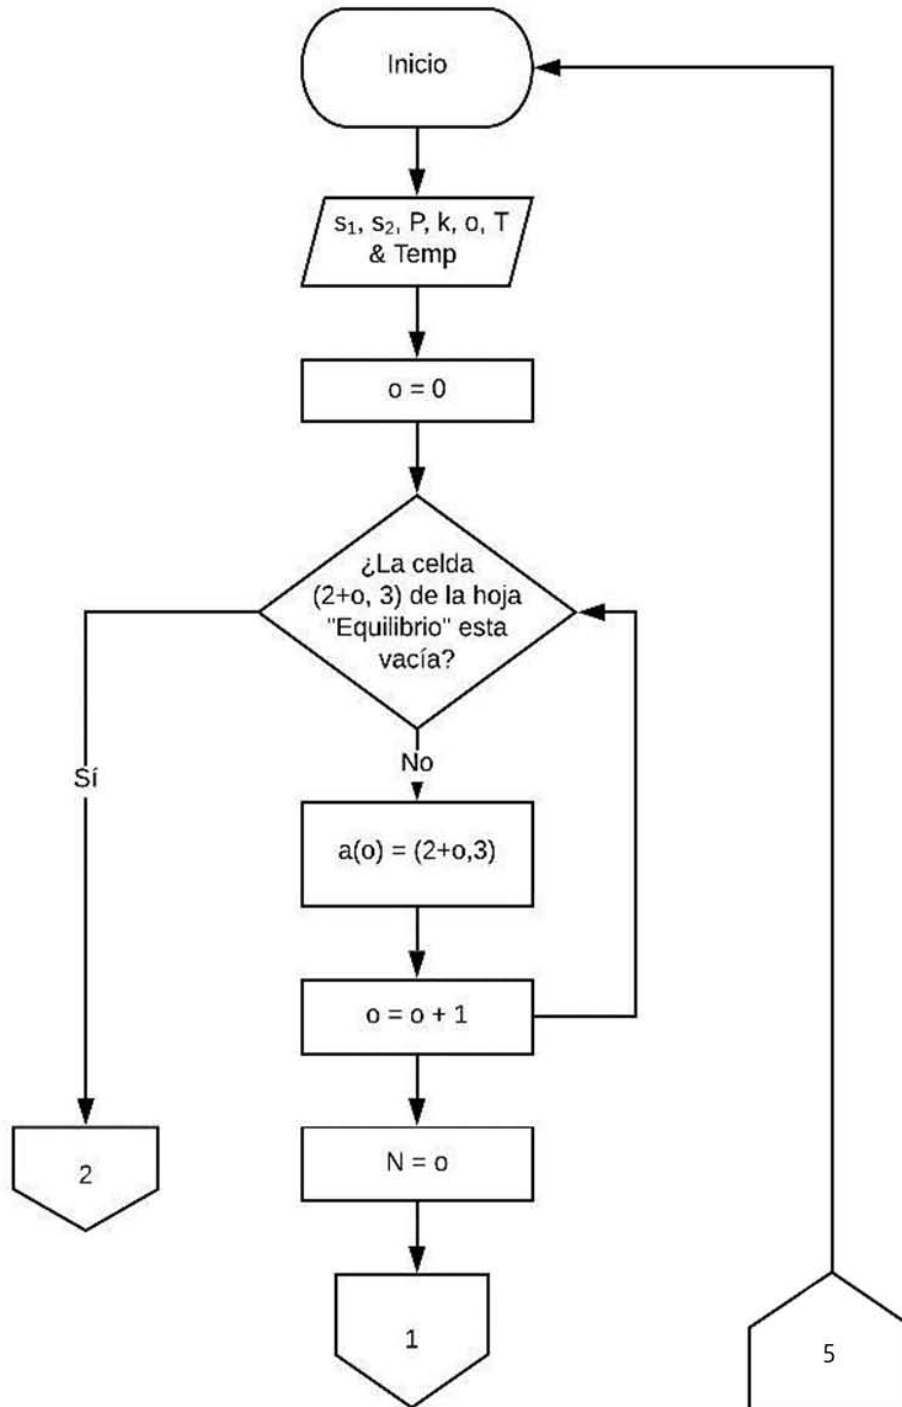 Inicio
s₁, s₂, P, k, o, T
& Temp
o = 0
¿La celda
(2+o, 3) de la hoja
"Equilibrio" esta
vacía?
Sí
No
a(o) = (2+o,3)
o = o + 1
N = o
2
1
5